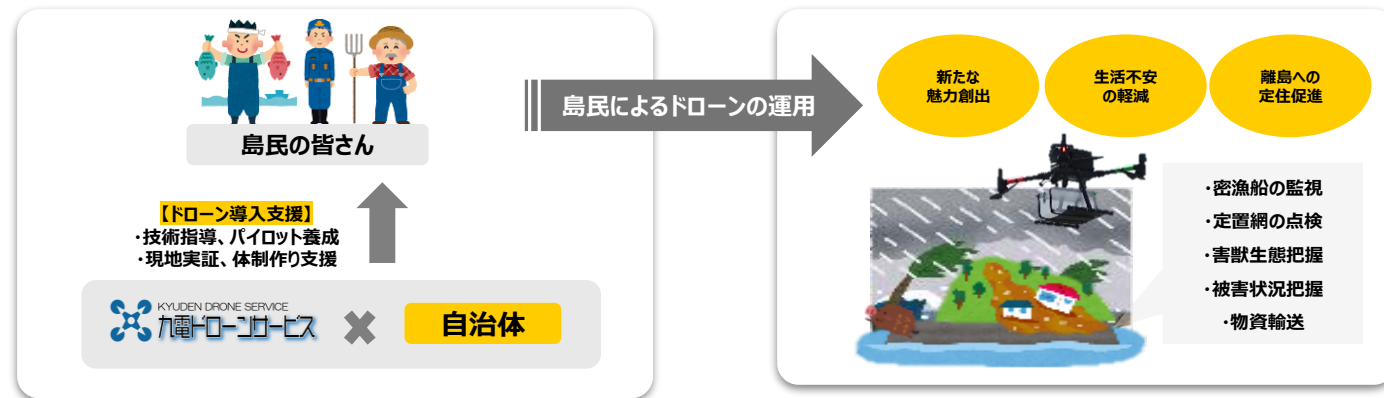 島民の皆さん
【ドローン導入支援】
・技術指導、パイロット養成
・現地実証、体制作り支援
KYUDEN DRONE SERVICE
九電ドローンサービス
自治体
島民によるドローンの運用
新たな
魅力創出
生活不安
の軽減
離島への
定住促進
・密漁船の監視
・定置網の点検
・害獣生態把握
・被害状況把握
・物資輸送